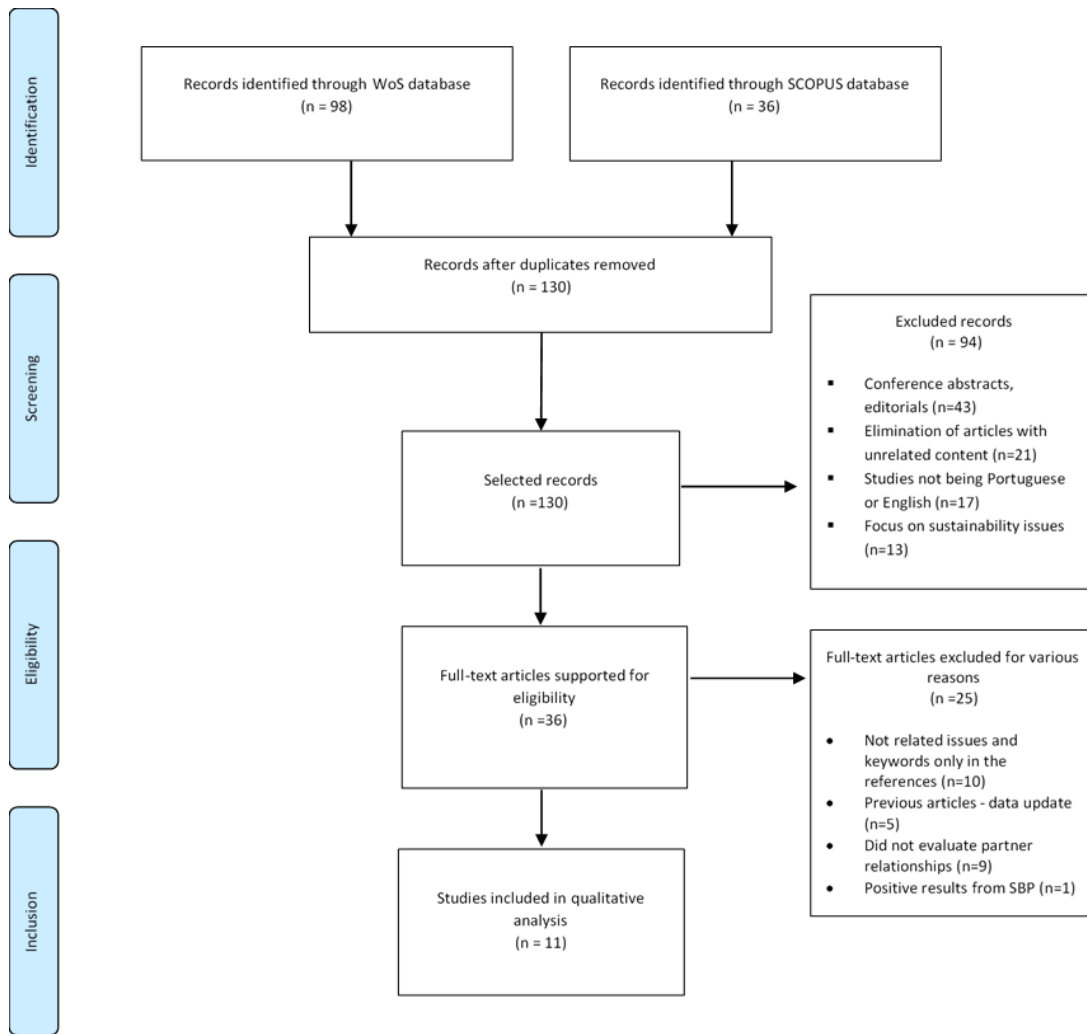 Identification
Records identified through WoS database
(n = 98)
Records identified through SCOPUS database
(n = 36)
Records after duplicates removed
(n = 130)
Screening
Excluded records
(n = 94)
▪ Conference abstracts,
editorials (n=43)
▪ Elimination of articles with
unrelated content (n=21)
▪ Studies not being Portuguese
or English (n=17)
▪ Focus on sustainability issues
(n=13)
Selected records
(n =130)
Eligibility
Full-text articles supported for
eligibility
(n =36)
Full-text articles excluded for various
reasons
(n =25)
• Not related issues and
keywords only in the
references (n=10)
• Previous articles - data update
(n=5)
• Did not evaluate partner
relationships (n=9)
• Positive results from SBP (n=1)
Inclusion
Studies included in qualitative
analysis
(n = 11)